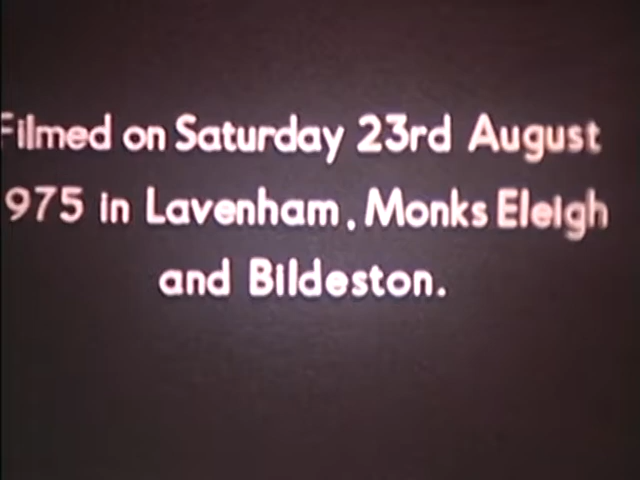 Filmed on Saturday 23rd August
975 in Lavenham, Monks Eleigh
and Bildeston.